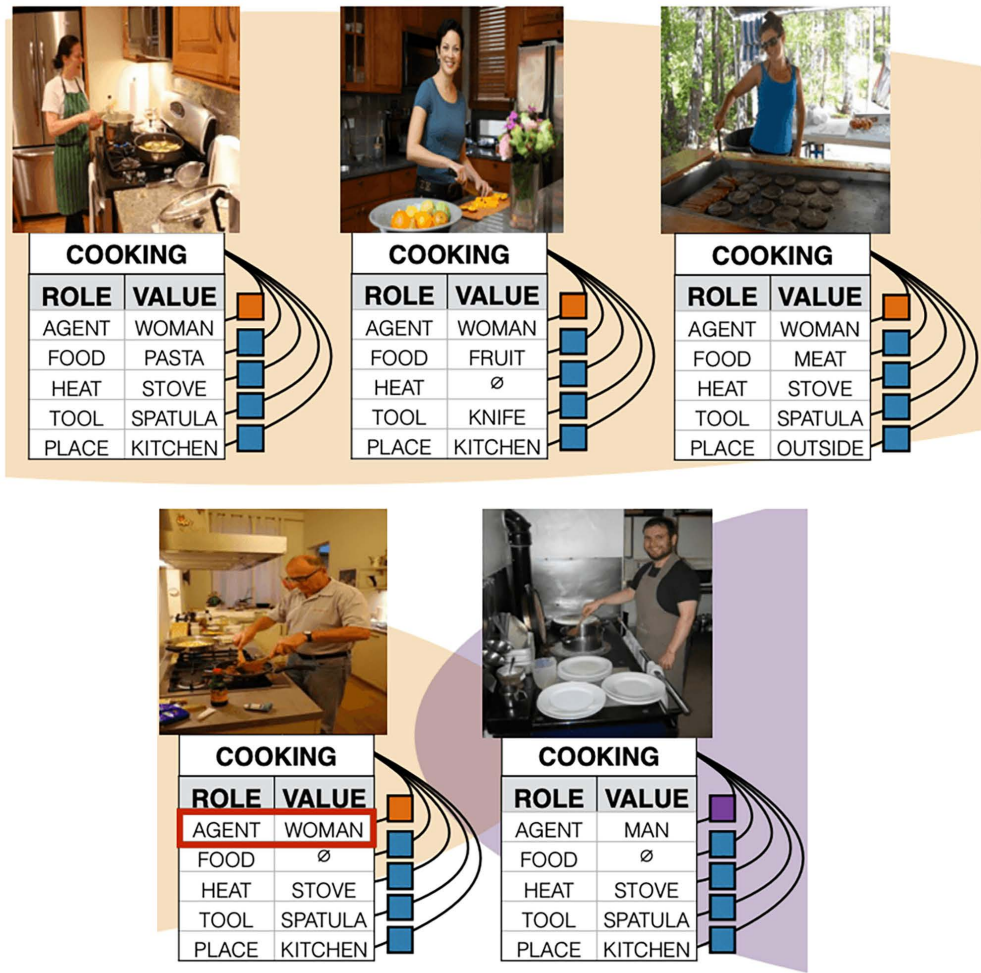 COOKING
ROLE VALUE
AGENT WOMAN
FOOD PASTA
HEAT STOVE
TOOL SPATULA
PLACE KITCHEN
COOKING
ROLE VALUE
AGENT WOMAN
FOOD FRUIT
HEAT ∅
TOOL KNIFE
PLACE KITCHEN
COOKING
ROLE VALUE
AGENT WOMAN
FOOD MEAT
HEAT STOVE
TOOL SPATULA
PLACE OUTSIDE
COOKING
ROLE VALUE
AGENT WOMAN
FOOD ∅
HEAT STOVE
TOOL SPATULA
PLACE KITCHEN
COOKING
ROLE VALUE
AGENT MAN
FOOD ∅
HEAT STOVE
TOOL SPATULA
PLACE KITCHEN